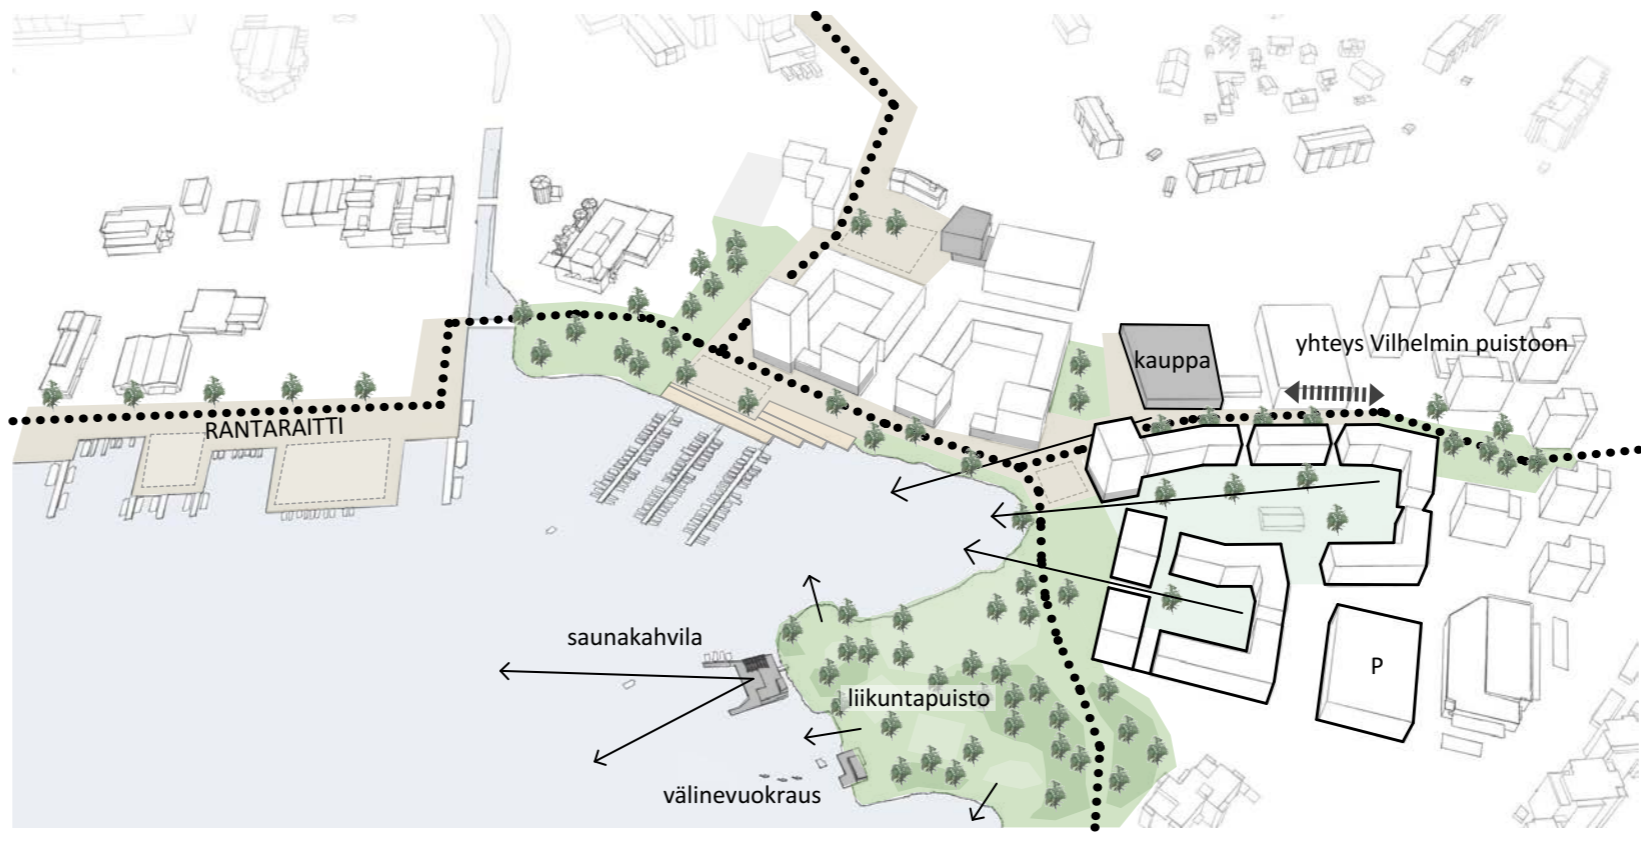 yhteys Vilhelmin puistoon
kauppa
RANTARAITTI
saunakahvila
P
liikuntapuisto
välinevuokraus